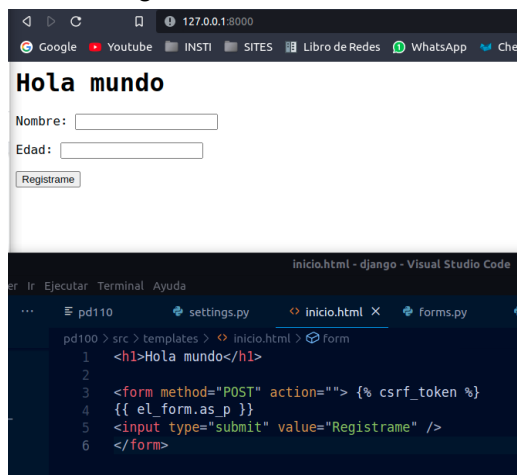 127.0.0.1:8000
Google Youtube INSTI SITES Libro de Redes WhatsApp Che
Hola mundo
Nombre:
Edad:
Registrame
inicio.html - django - Visual Studio Code
er Ir Ejecutar Terminal Ayuda
... pd110 settings.py inicio.html forms.py
pd100 > src > templates > inicio.html > form
1 <h1>Hola mundo</h1>
2
3 <form method="POST" action=""> {% csrf_token %}
4 {{ el_form.as_p }}
5 <input type="submit" value="Registrame" />
6 </form>